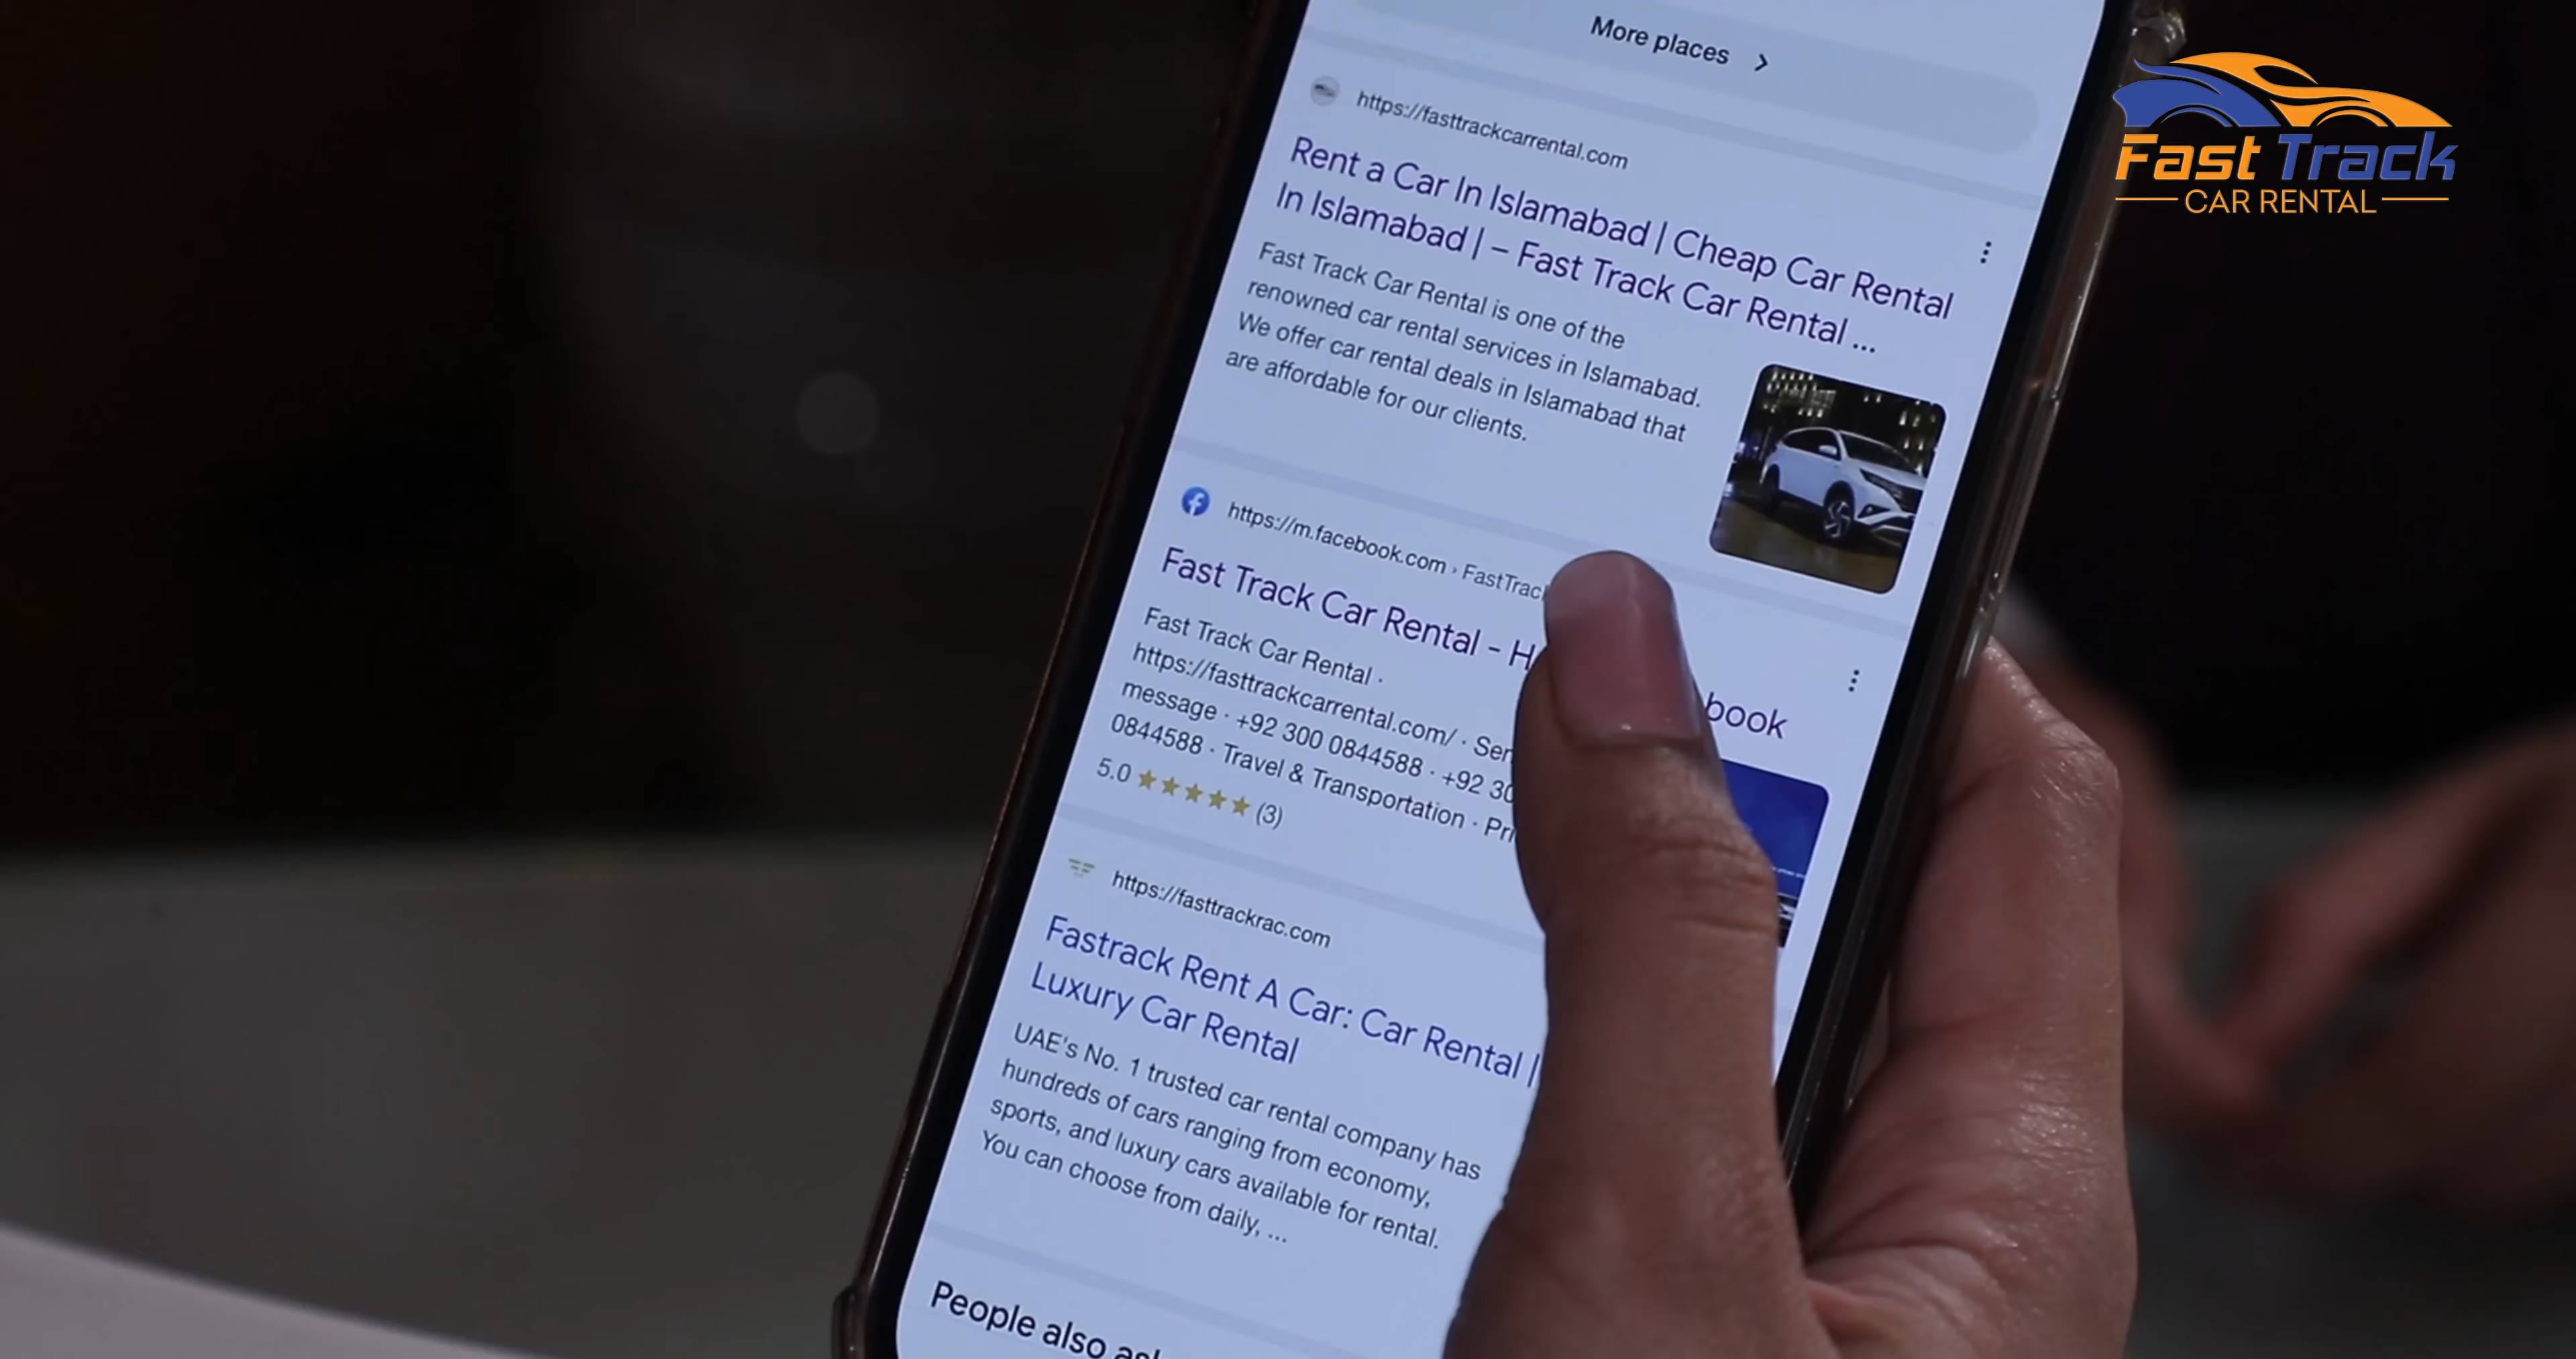 More places
https://fasttrackcarrental.com
Rent a Car In Islamabad | Cheap Car Rental
In Islamabad | – Fast Track Car Rental ...
Fast Track Car Rental is one of the
renowned car rental services in Islamabad.
We offer car rental deals in Islamabad that
are affordable for our clients.
https://m.facebook.com › FastTrac
Fast Track Car Rental - H book
Fast Track Car Rental ·
https://fasttrackcarrental.com/ · Sen
message · +92 300 0844588 · +92 30
0844588 · Travel & Transportation · Pri
5.0 ★★★★★ (3)
https://fasttrackrac.com
Fastrack Rent A Car: Car Rental |
Luxury Car Rental
UAE's No. 1 trusted car rental company has
hundreds of cars ranging from economy,
sports, and luxury cars available for rental.
You can choose from daily, ...
People also
Fast Track
CAR RENTAL